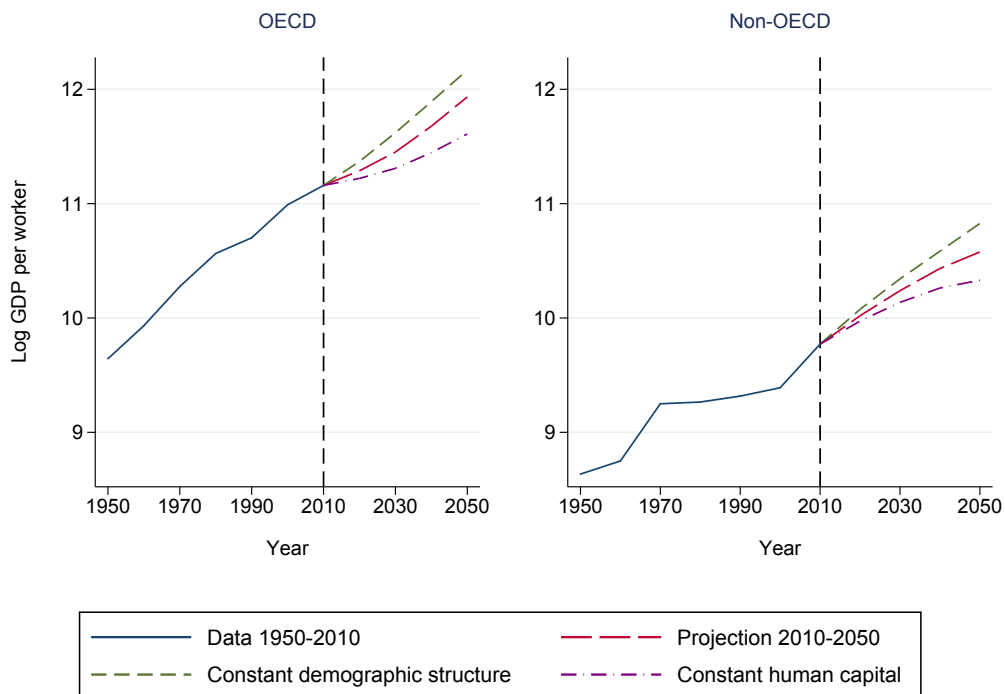 OECD
Non-OECD
Log GDP per worker
12
11
10
9
1950 1970 1990 2010 2030 2050
Year
12
11
10
9
1950 1970 1990 2010 2030 2050
Year
Data 1950-2010
Projection 2010-2050
Constant demographic structure
Constant human capital